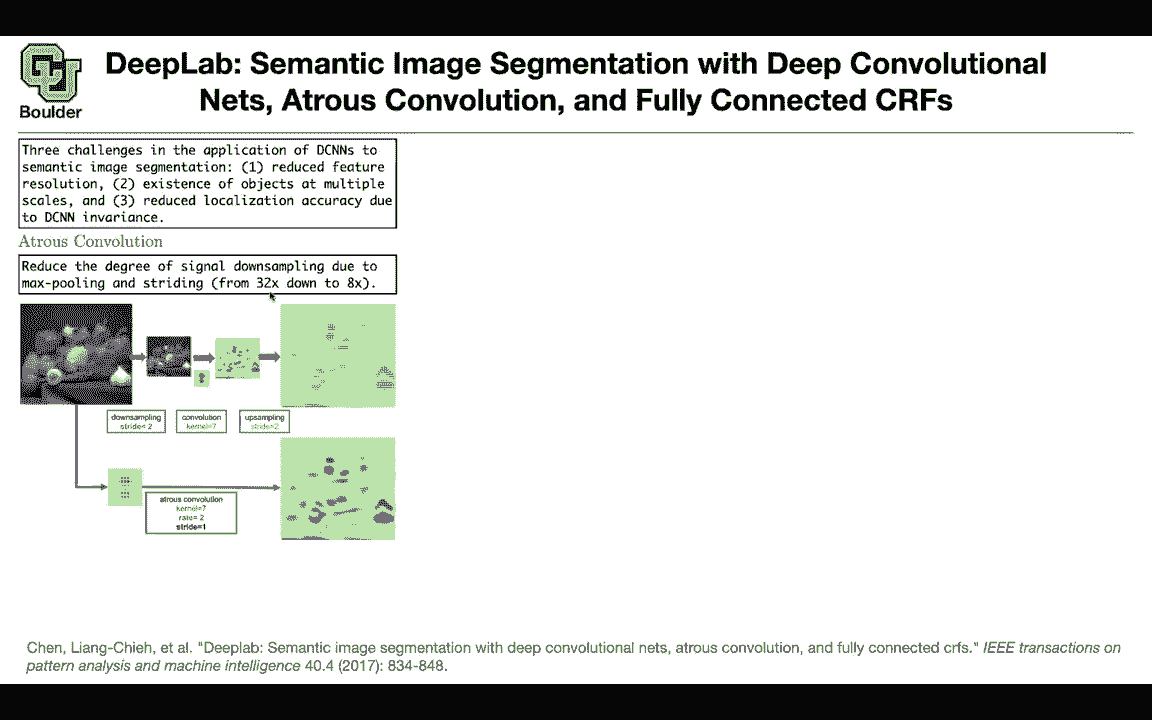 Boulder
DeepLab: Semantic Image Segmentation with Deep Convolutional
Nets, Atrous Convolution, and Fully Connected CRFs
Three challenges in the application of DCNNs to
semantic image segmentation: (1) reduced feature
resolution, (2) existence of objects at multiple
scales, and (3) reduced localization accuracy due
to DCNN invariance.
Atrous Convolution
Reduce the degree of signal downsampling due to
max-pooling and striding (from 32x down to 8x).
downsampling
stride= 2
convolution
kernel=7
upsampling
stride=2
atrous convolution
kernel=7
rate= 2
stride=1
Chen, Liang-Chieh, et al. "Deeplab: Semantic image segmentation with deep convolutional nets, atrous convolution, and fully connected crfs." IEEE transactions on
pattern analysis and machine intelligence 40.4 (2017): 834-848.